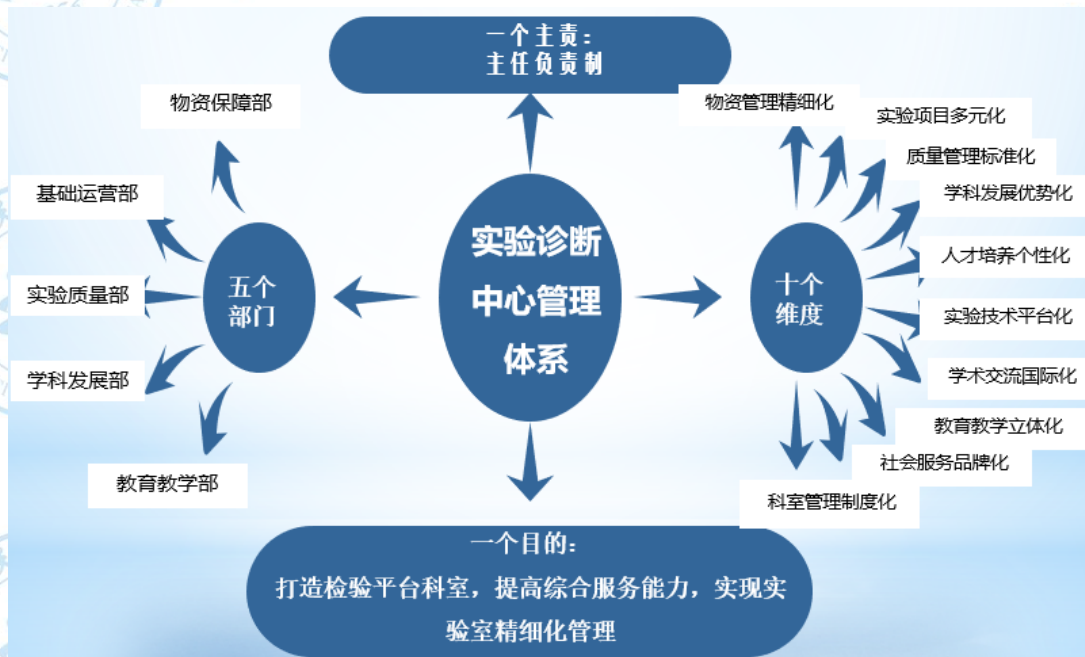 一个主责：
主任负责制
物资保障部
基础运营部
实验质量部
学科发展部
教育教学部
五个
部门
实验诊断
中心管理
体系
十个
维度
物资管理精细化
实验项目多元化
质量管理标准化
学科发展优势化
人才培养个性化
实验技术平台化
学术交流国际化
教育教学立体化
社会服务品牌化
科室管理制度化
一个目的：
打造检验平台科室，提高综合服务能力，实现实
验室精细化管理